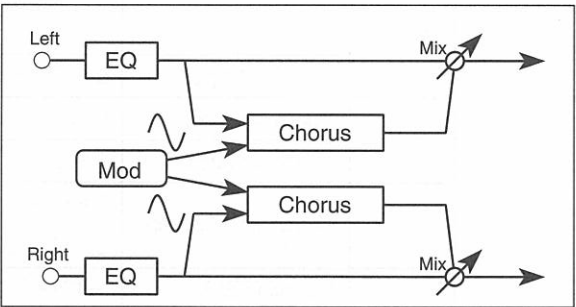 Left
EQ
Mix
Chorus
Mod
Chorus
Right
EQ
Mix